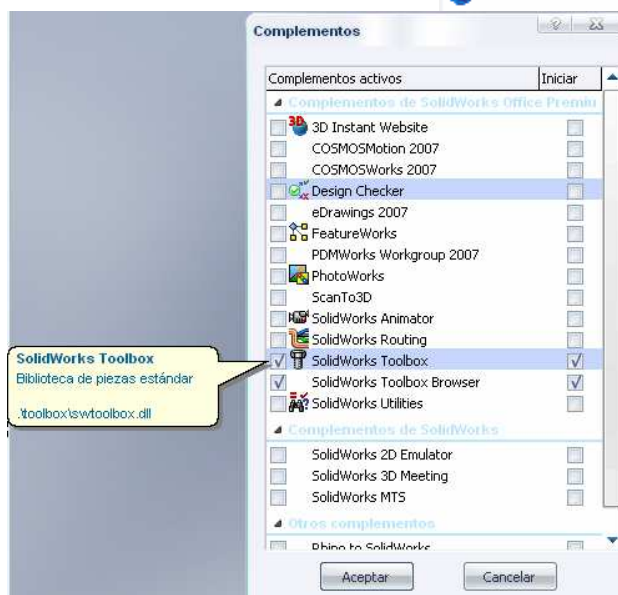 Complementos
Complementos activos Iniciar
Complementos de SolidWorks Office Premiu
3D Instant Website
COSMOSMotion 2007
COSMOSWorks 2007
Design Checker
eDrawings 2007
FeatureWorks
PDMWorks Workgroup 2007
PhotoWorks
ScanTo3D
SolidWorks Animator
SolidWorks Routing
SolidWorks Toolbox
SolidWorks Toolbox Browser
SolidWorks Utilities
SolidWorks Toolbox
Biblioteca de piezas estándar
.\toolbox\swtoolbox.dll
Complementos de SolidWorks
SolidWorks 2D Emulator
SolidWorks 3D Meeting
SolidWorks MTS
Otros complementos
Rhino to SolidWorks
Aceptar Cancelar